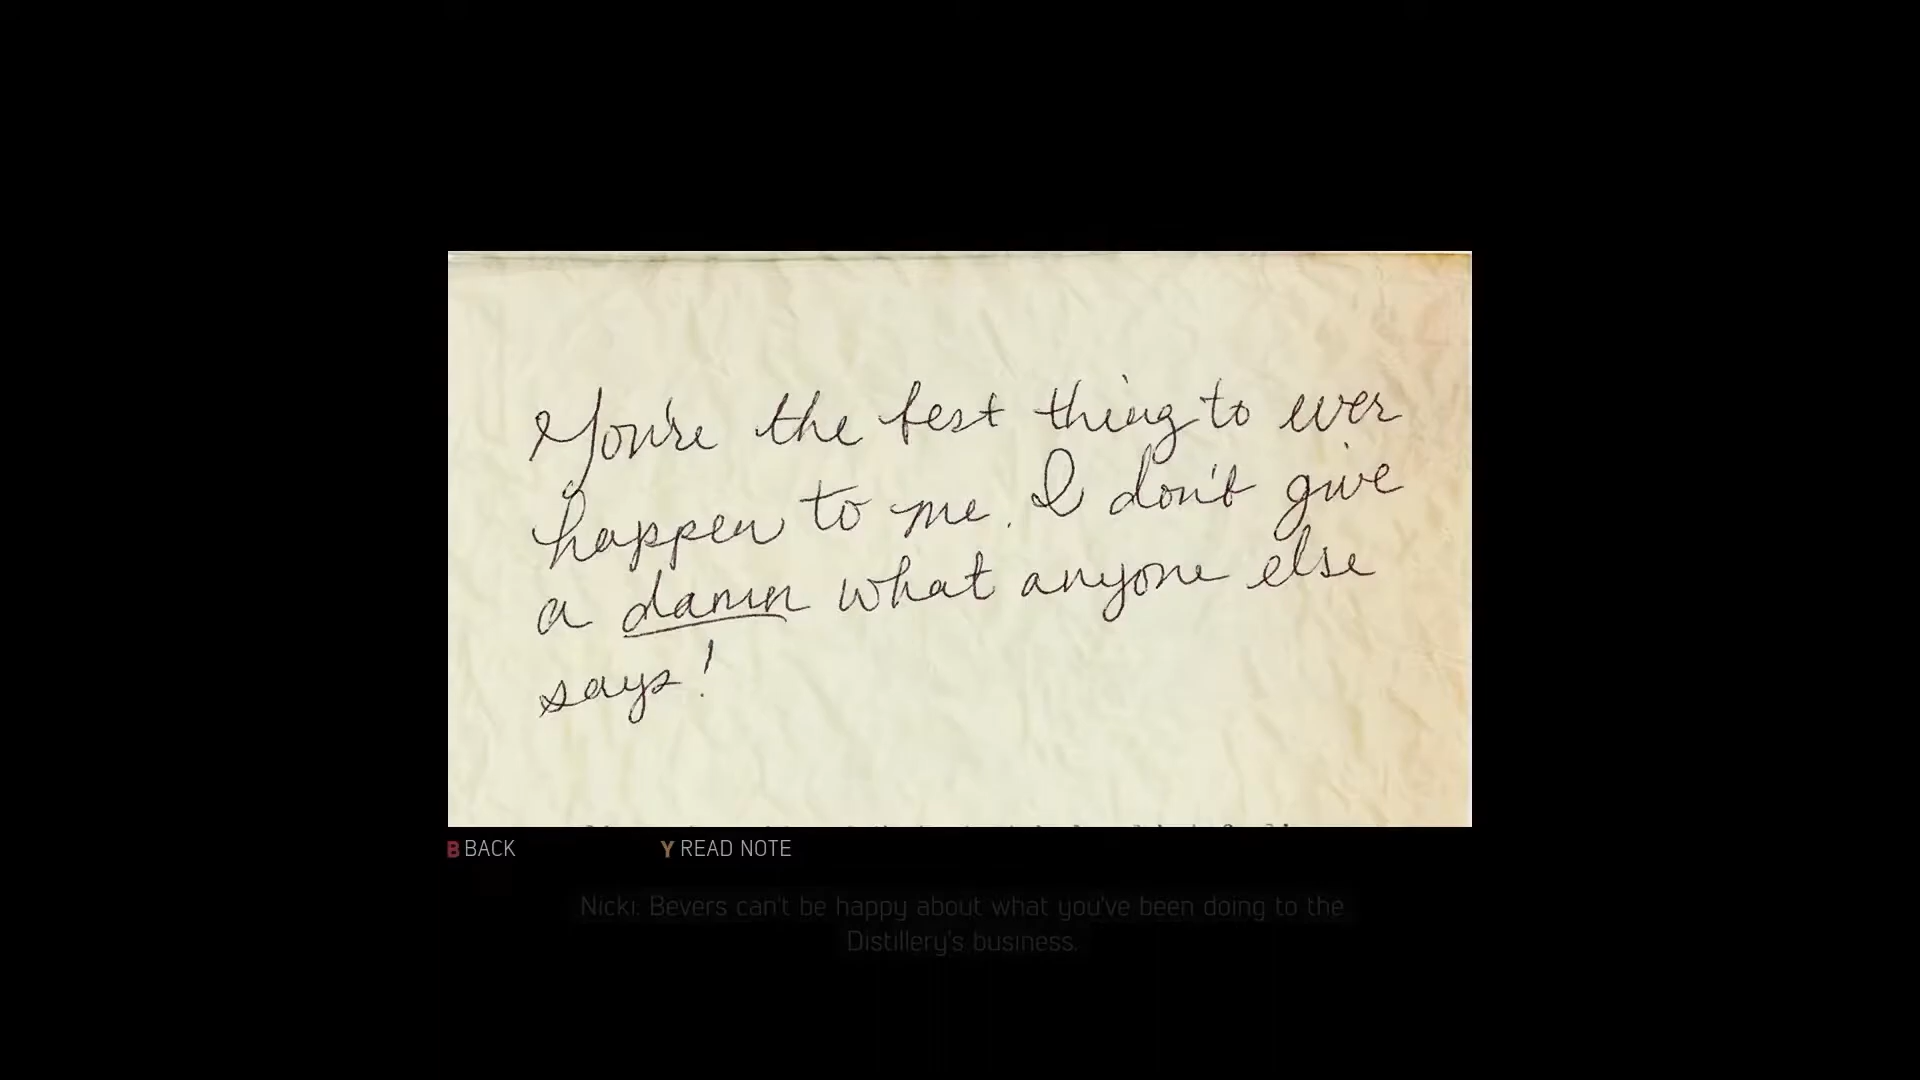 You're the best thing to ever
happen to me. I don't give
a damn what anyone else
says!
B BACK
Y READ NOTE
Nicki: Bevers can't be happy about what you've been doing to the
Distillery's business.